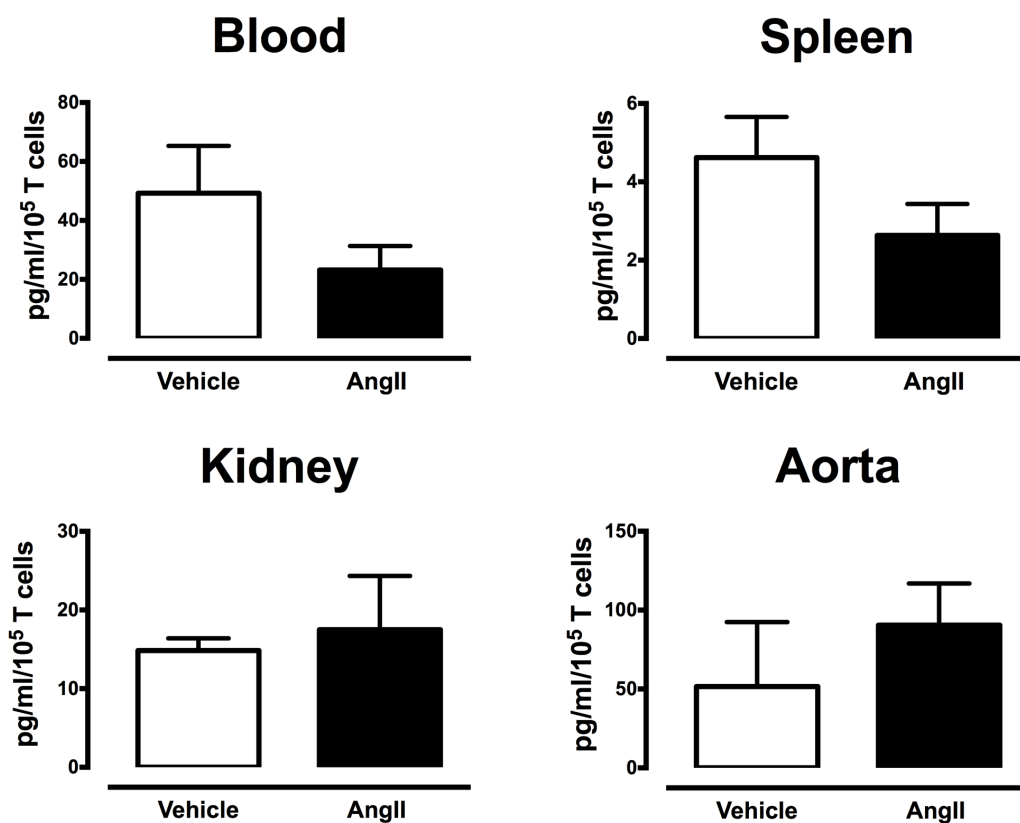 Blood
pg/ml/10⁵ T cells
80
60
40
20
0
Vehicle AngII
Spleen
pg/ml/10⁵ T cells
6
4
2
0
Vehicle AngII
Kidney
pg/ml/10⁵ T cells
30
20
10
0
Vehicle AngII
Aorta
pg/ml/10⁵ T cells
150
100
50
0
Vehicle AngII